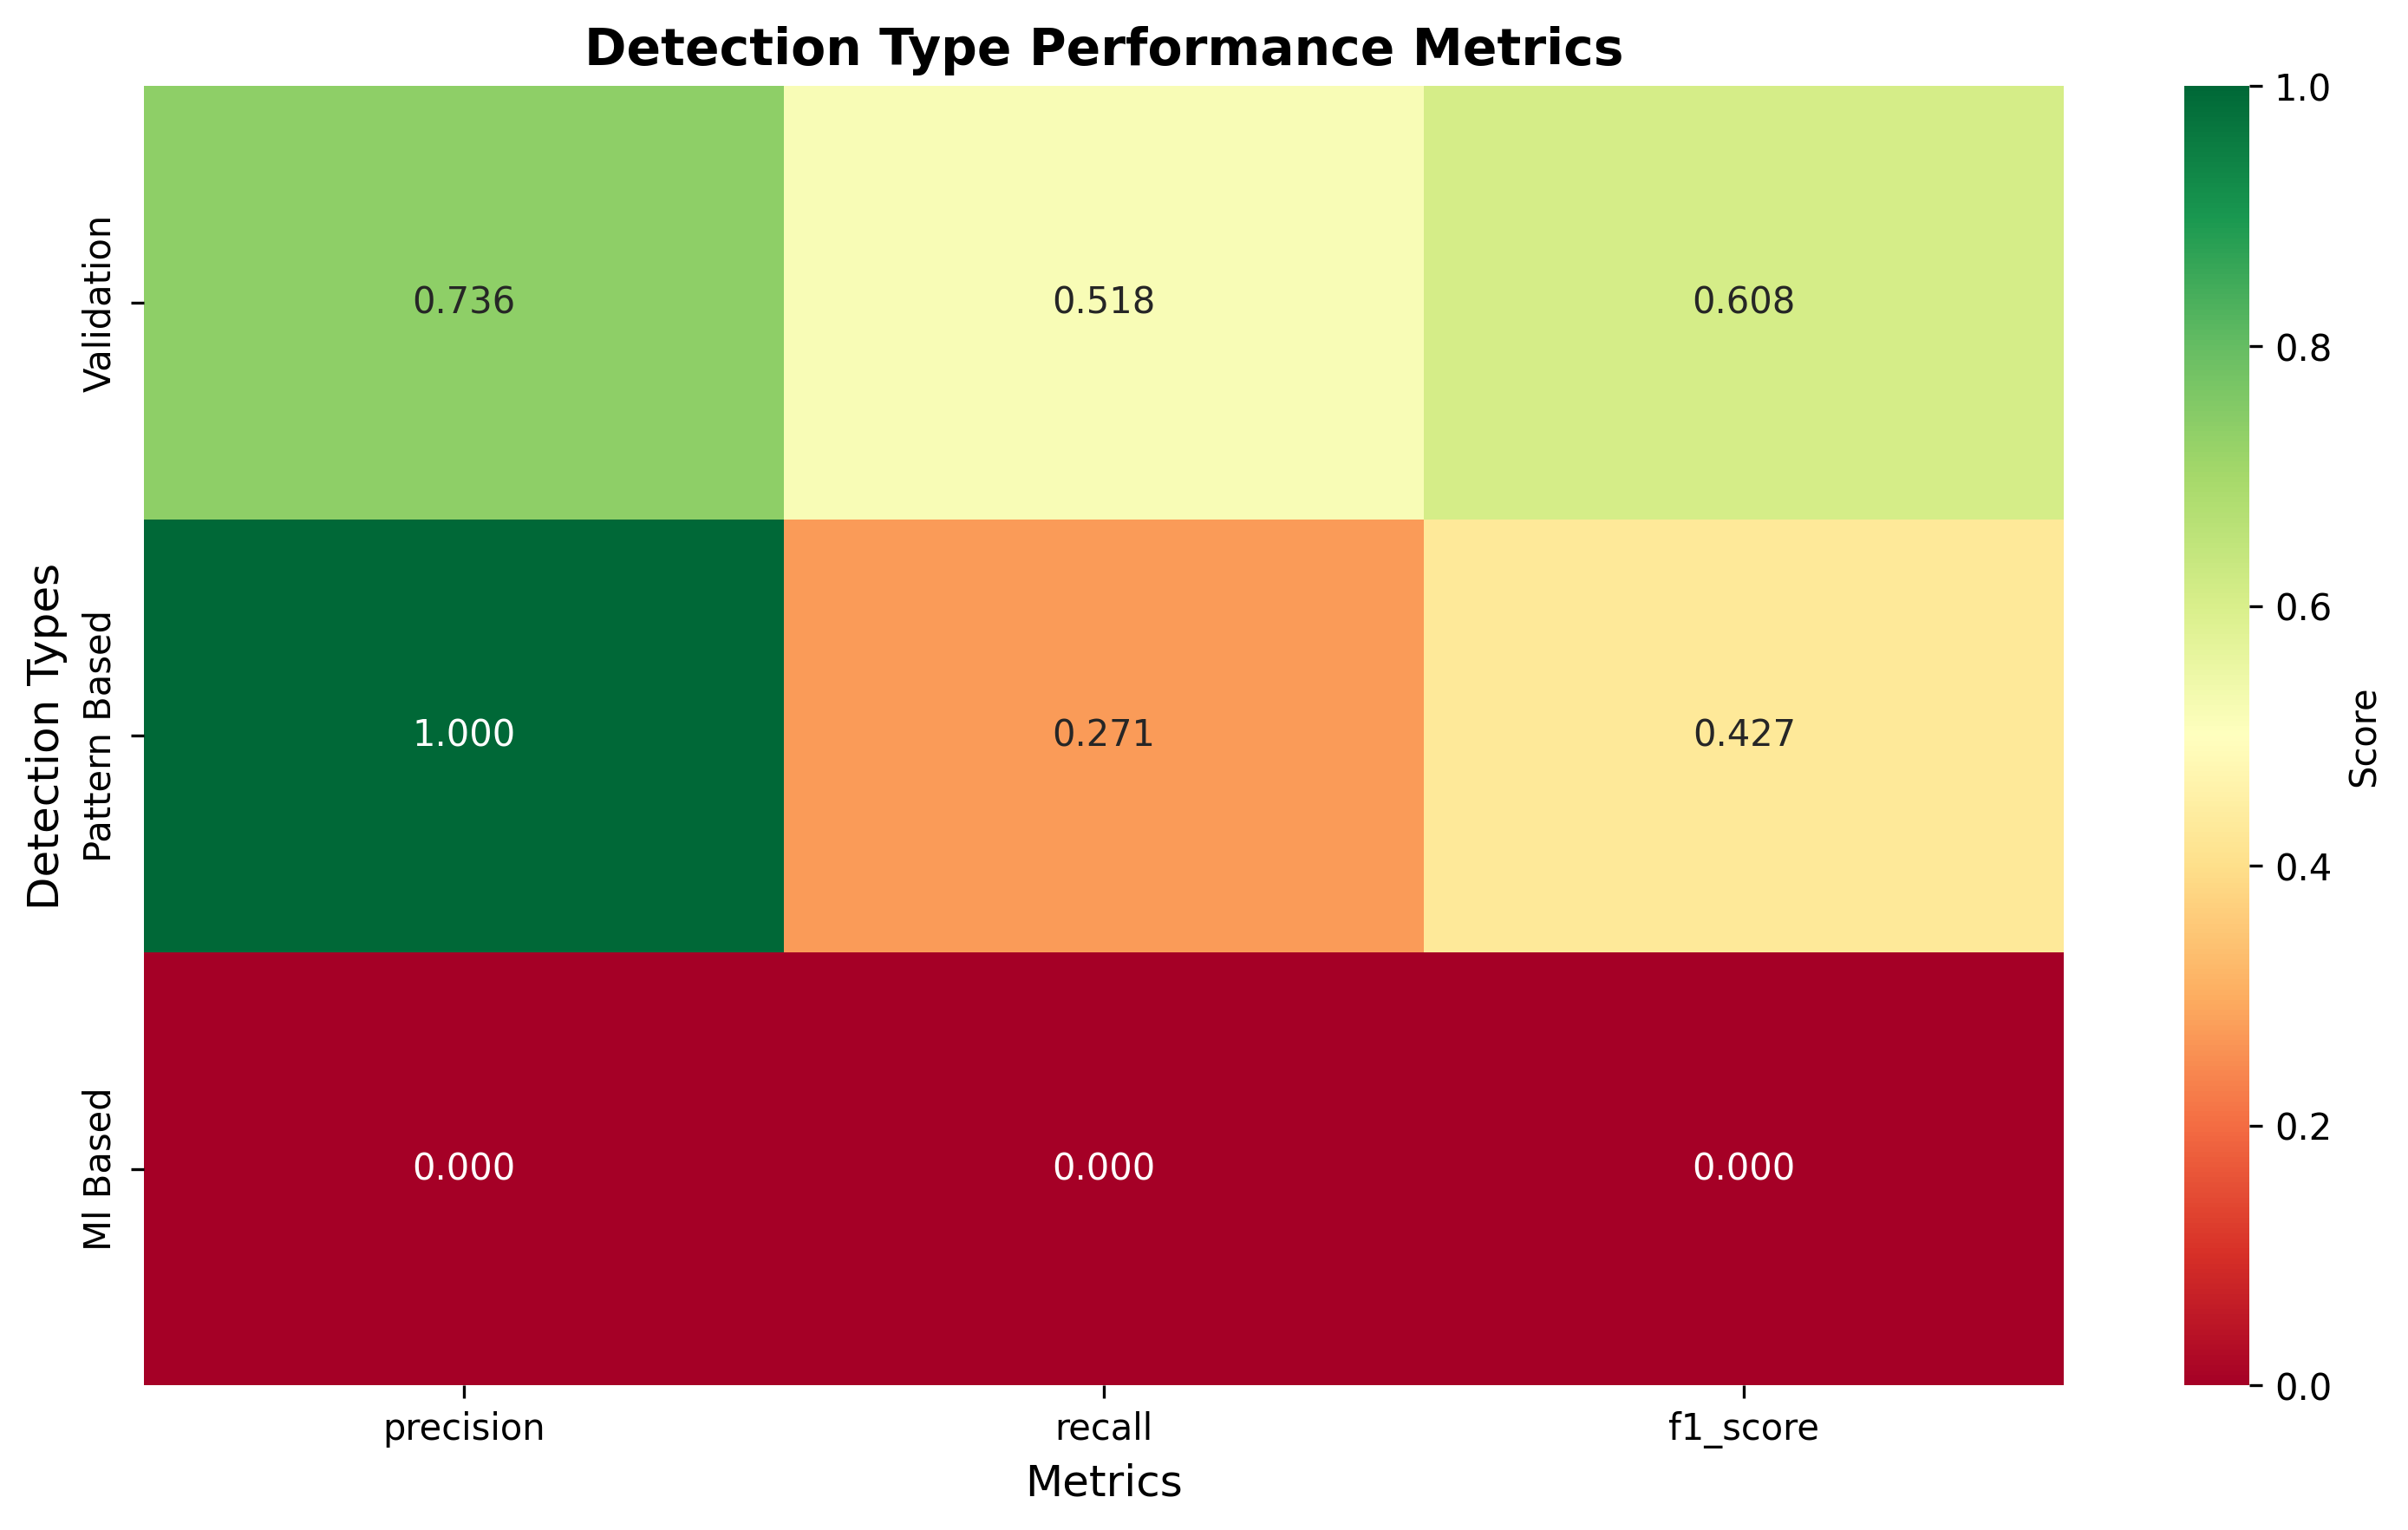 Detection Type Performance Metrics
Detection Types
Validation
0.736
0.518
0.608
Pattern Based
1.000
0.271
0.427
Ml Based
0.000
0.000
0.000
precision
recall
f1_score
Metrics
1.0
0.8
0.6
0.4
0.2
0.0
Score